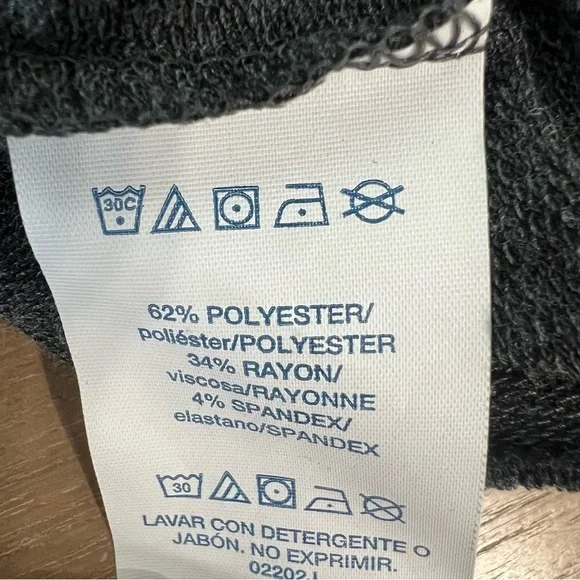 30C
62% POLYESTER/
poliéster/POLYESTER
34% RAYON/
viscosa/RAYONNE
4% SPANDEX/
elastano/SPANDEX
30
LAVAR CON DETERGENTE O
JABÓN. NO EXPRIMIR.
02202